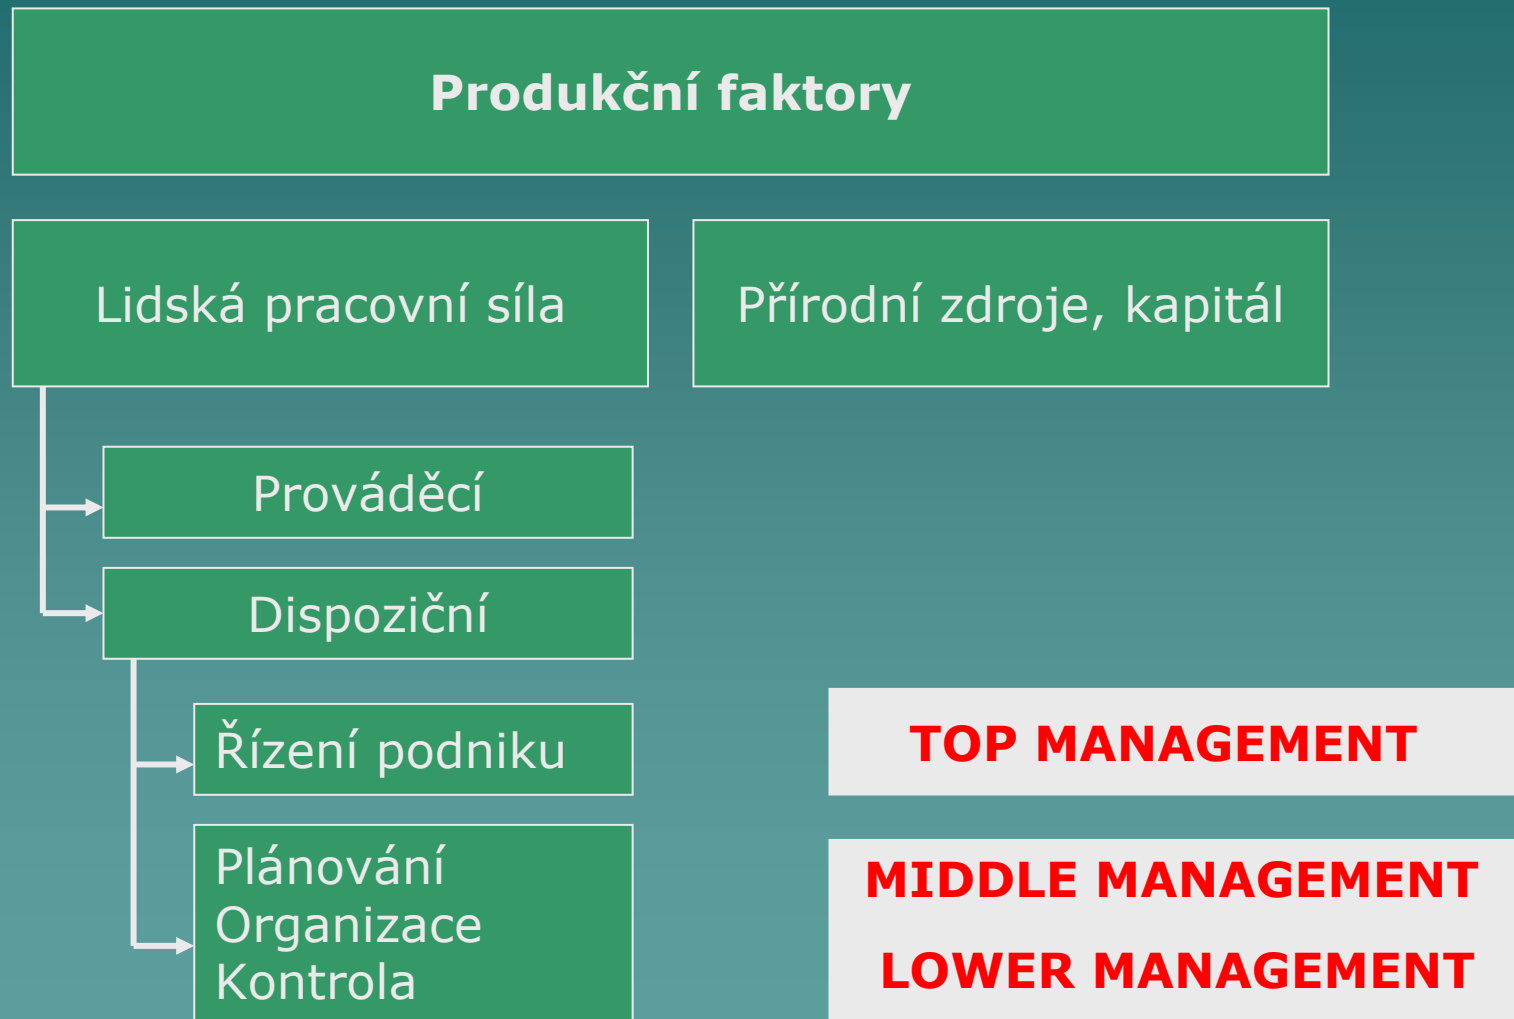 Produkční faktory
Lidská pracovní síla
Přírodní zdroje, kapitál
Prováděcí
Dispoziční
Řízení podniku
TOP MANAGEMENT
Plánování
Organizace
Kontrola
MIDDLE MANAGEMENT
LOWER MANAGEMENT